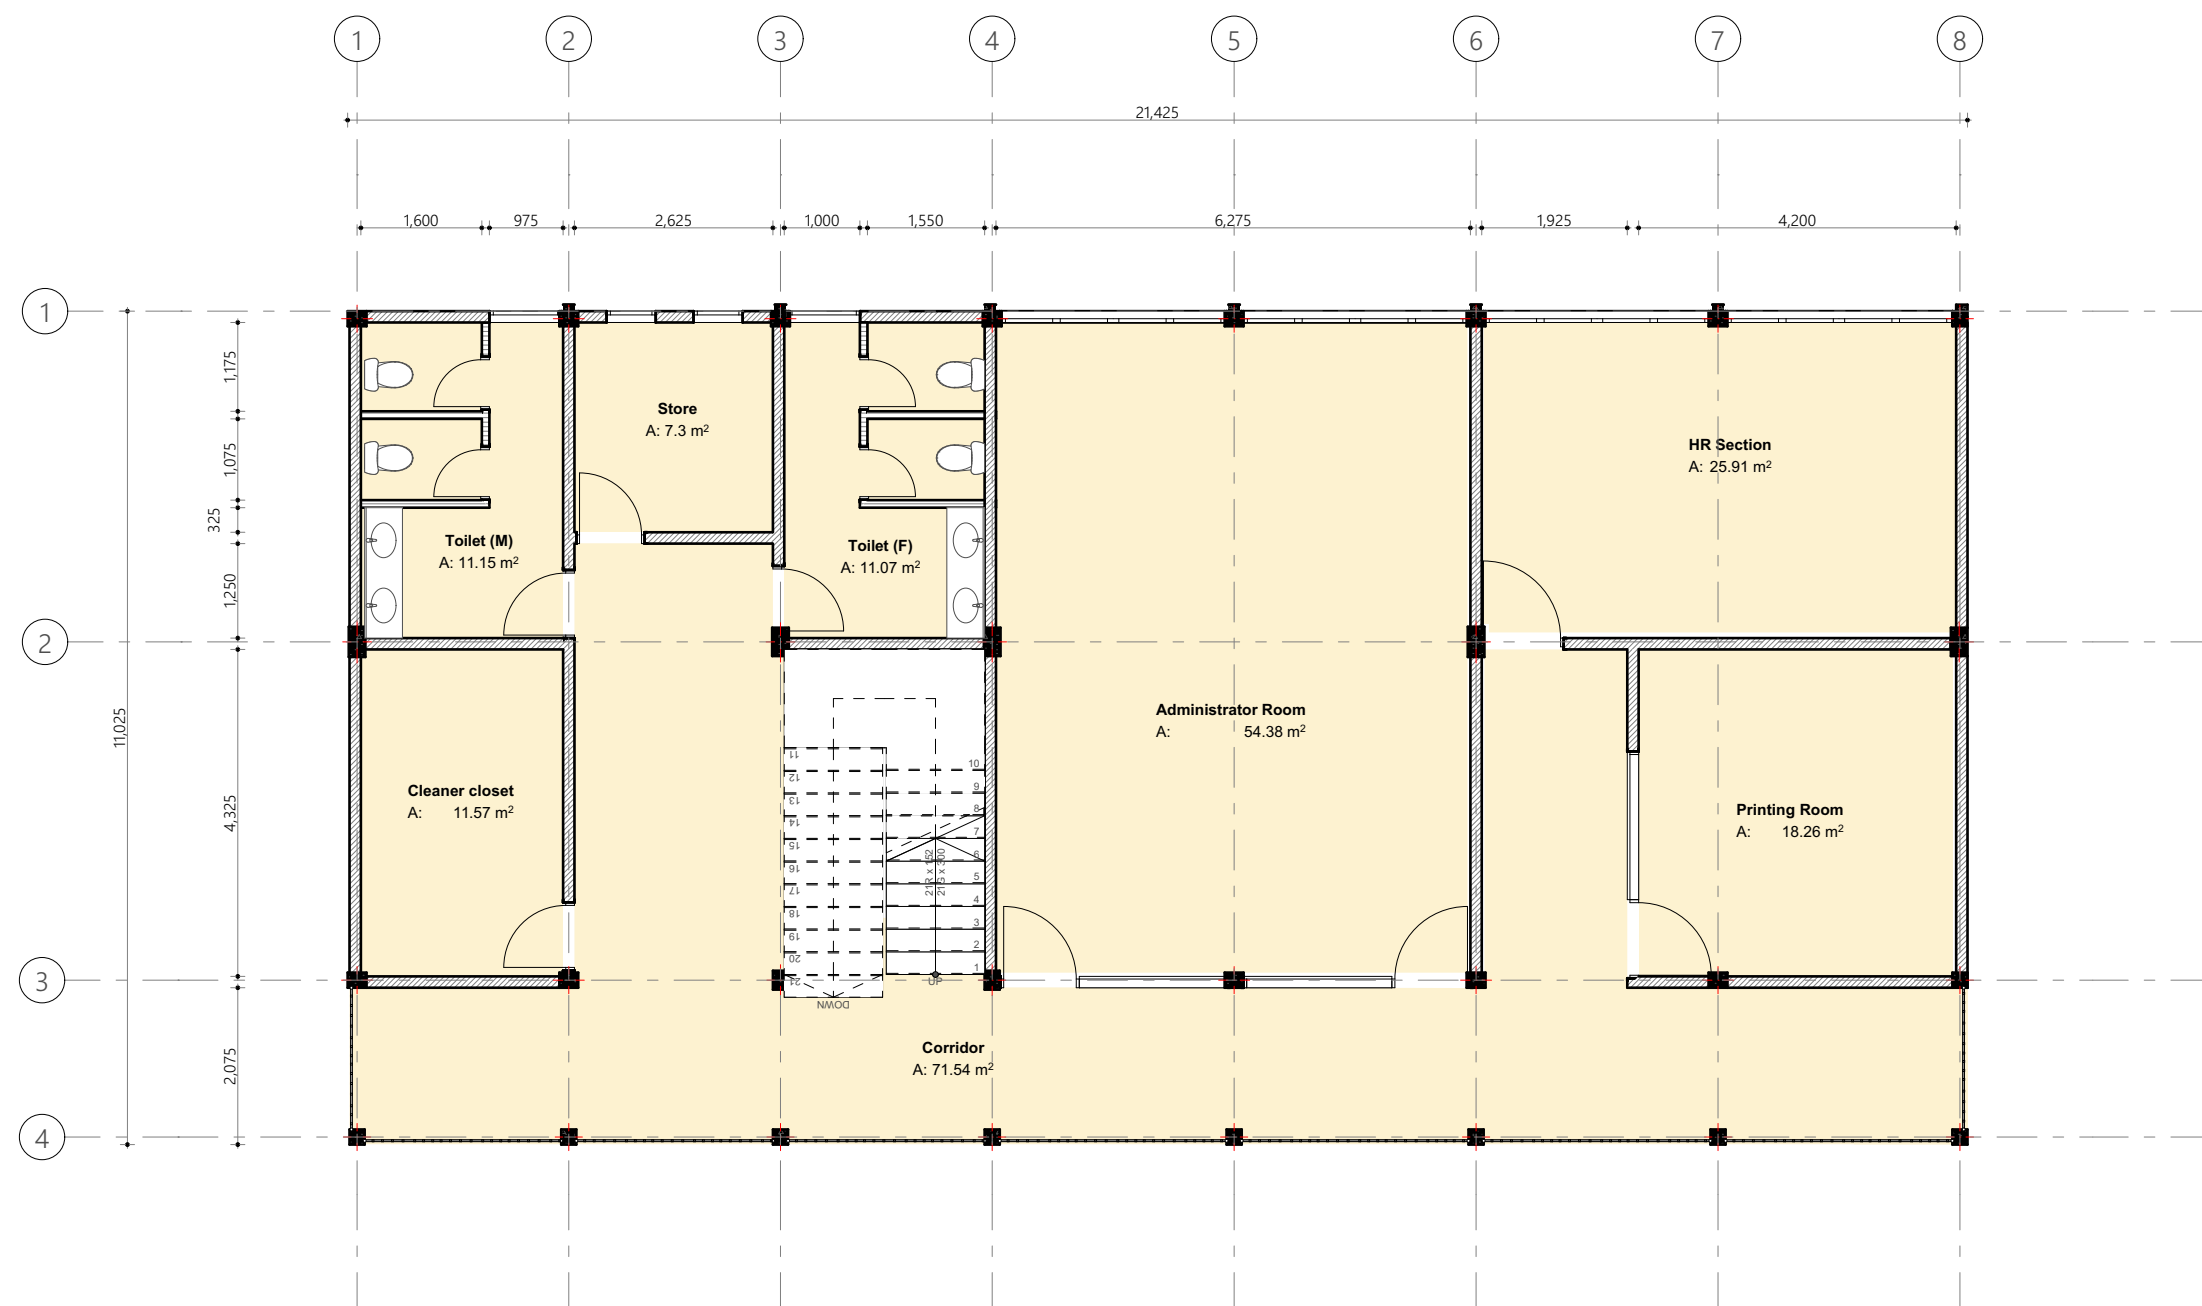 1 2 3 4 5 6 7 8
21,425
1,600 975 2,625 1,000 1,550 6,275 1,925 4,200
1
1,175
Store
A: 7.3 m²
HR Section
A: 25.91 m²
1,075
325
Toilet (M)
A: 11.15 m²
Toilet (F)
A: 11.07 m²
1,250
2
11,025
Administrator Room
A: 54.38 m²
4,325
Cleaner closet
A: 11.57 m²
Printing Room
A: 18.26 m²
11
12
13
14
15
16
17
18
19
20
21
10
9
8
7
6
5
4
3
2
1
21R x 152
21G x 300
UP
DOWN
3
Corridor
A: 71.54 m²
2,075
4